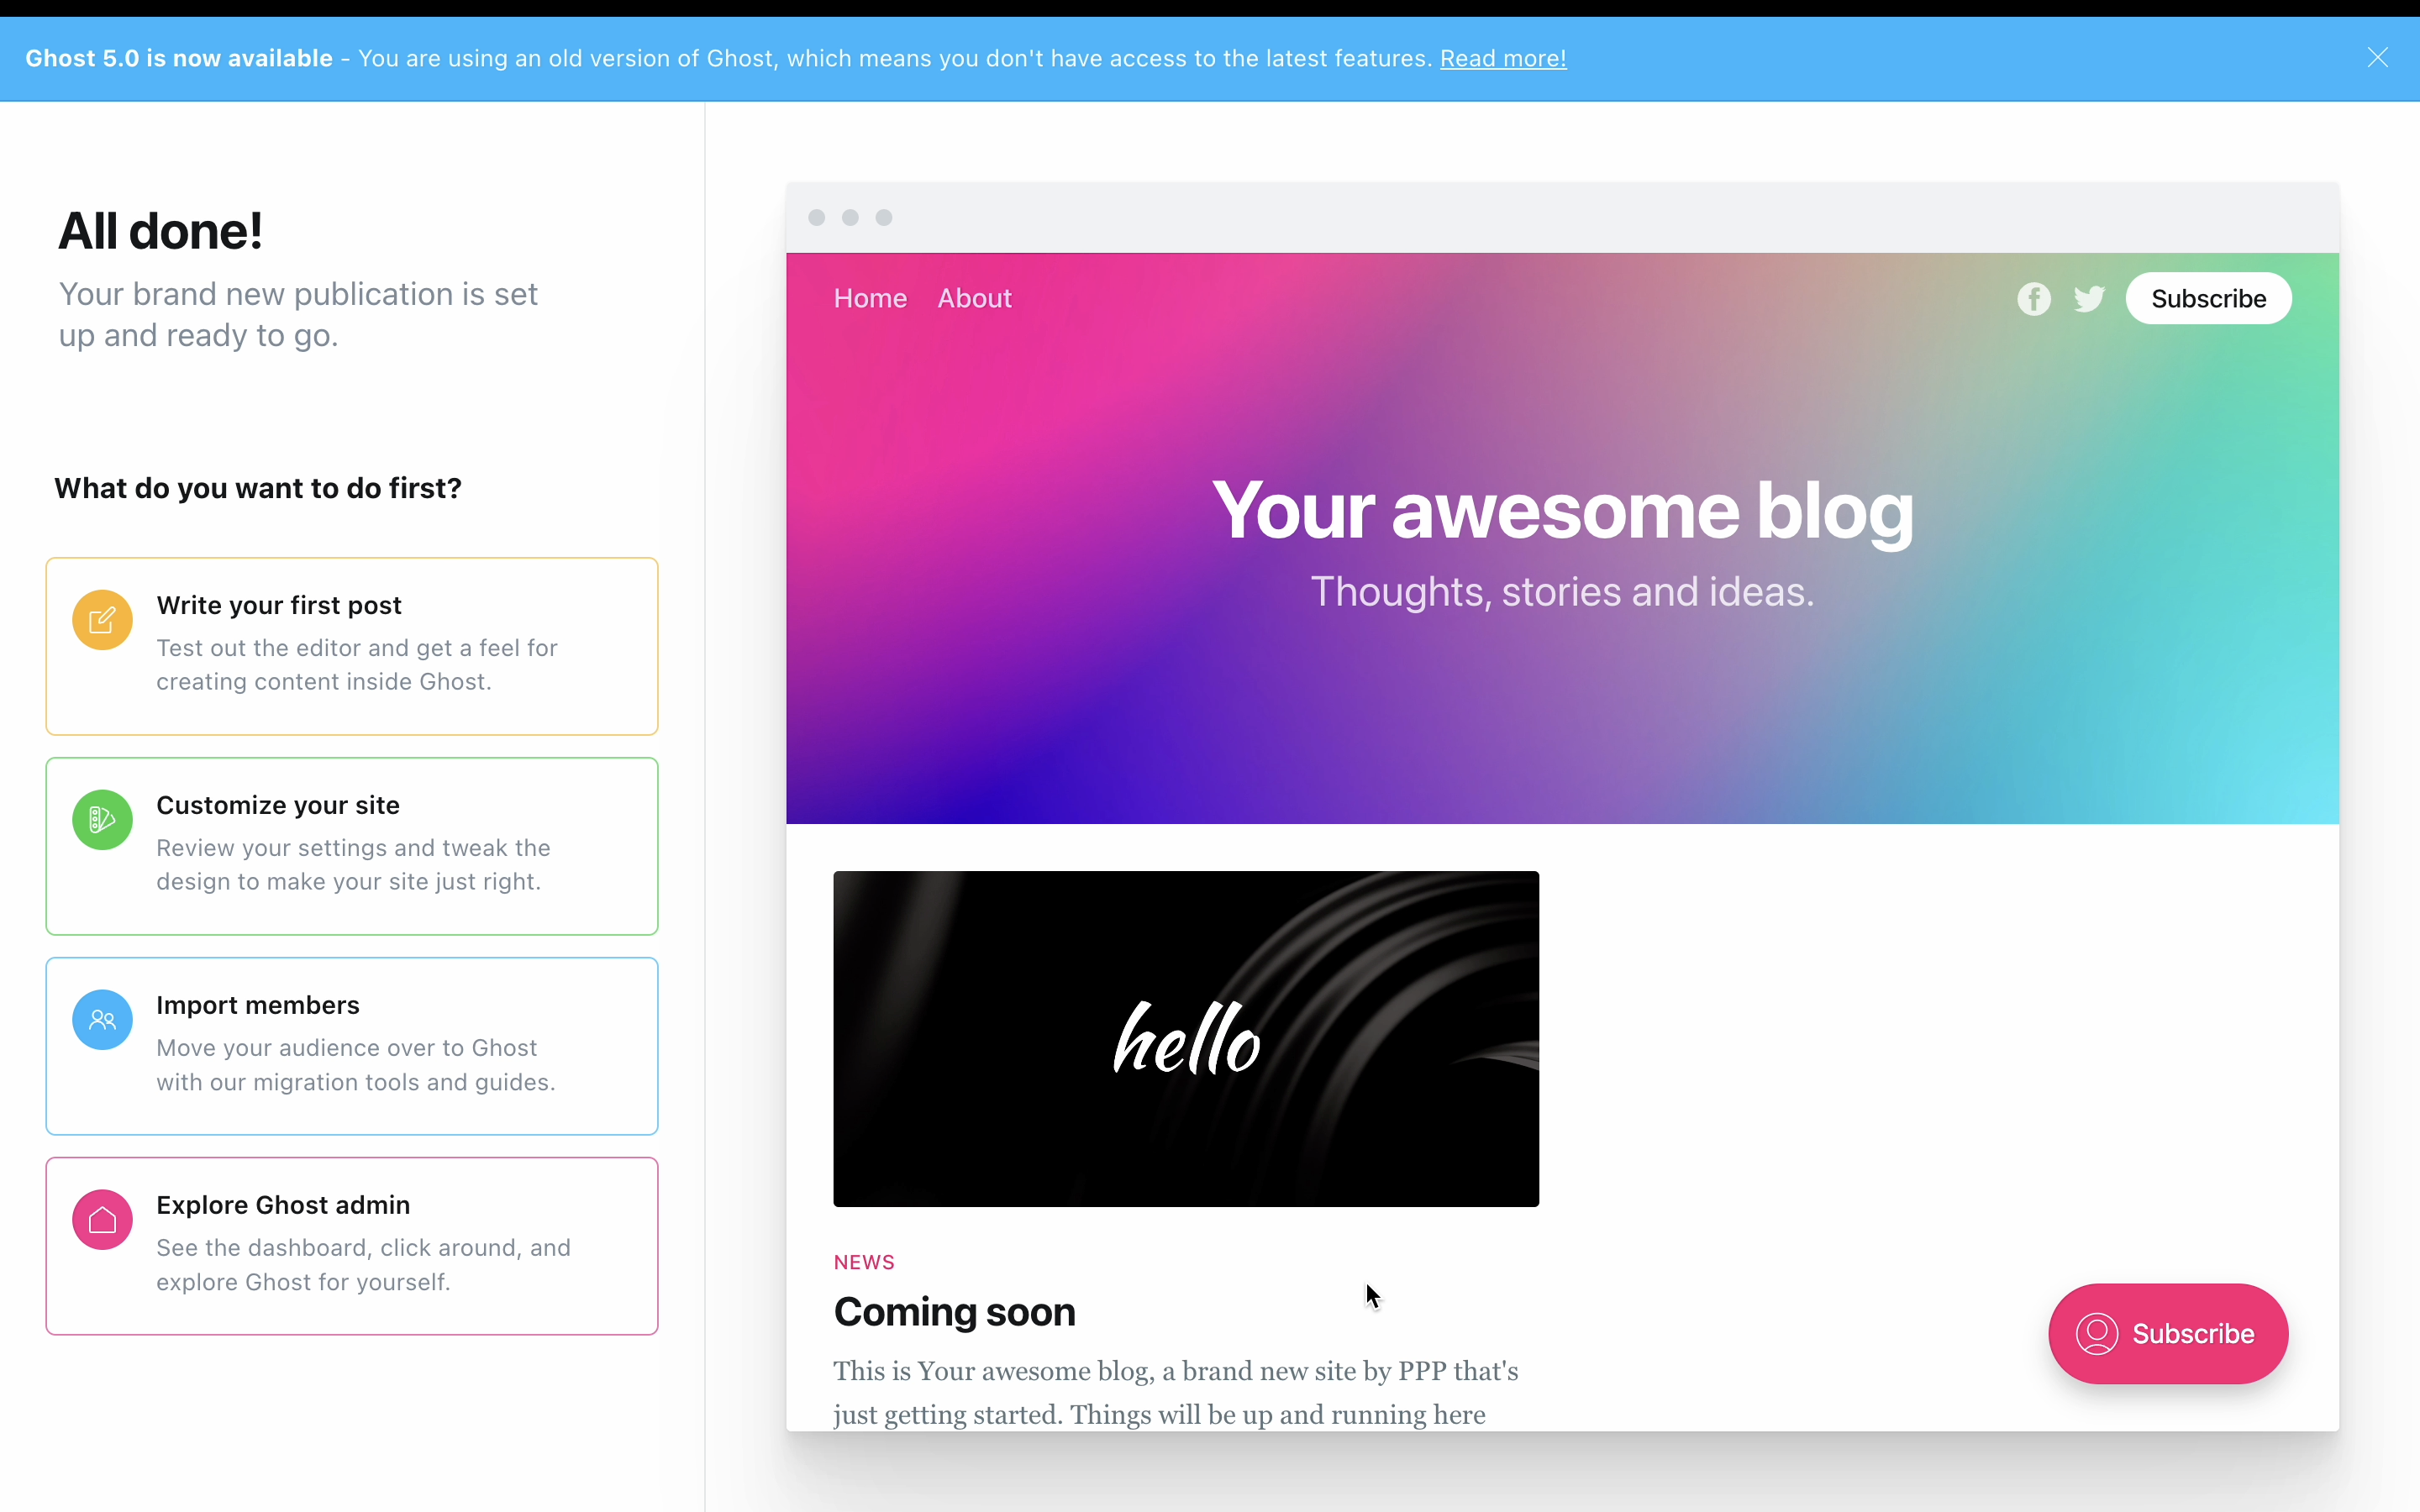 Ghost 5.0 is now available - You are using an old version of Ghost, which means you don't have access to the latest features. Read more!
All done!
Your brand new publication is set
up and ready to go.
What do you want to do first?
Write your first post
Test out the editor and get a feel for
creating content inside Ghost.
Customize your site
Review your settings and tweak the
design to make your site just right.
Import members
Move your audience over to Ghost
with our migration tools and guides.
Explore Ghost admin
See the dashboard, click around, and
explore Ghost for yourself.
Home About Subscribe
Your awesome blog
Thoughts, stories and ideas.
hello
NEWS
Coming soon
This is Your awesome blog, a brand new site by PPP that's
just getting started. Things will be up and running here
Subscribe